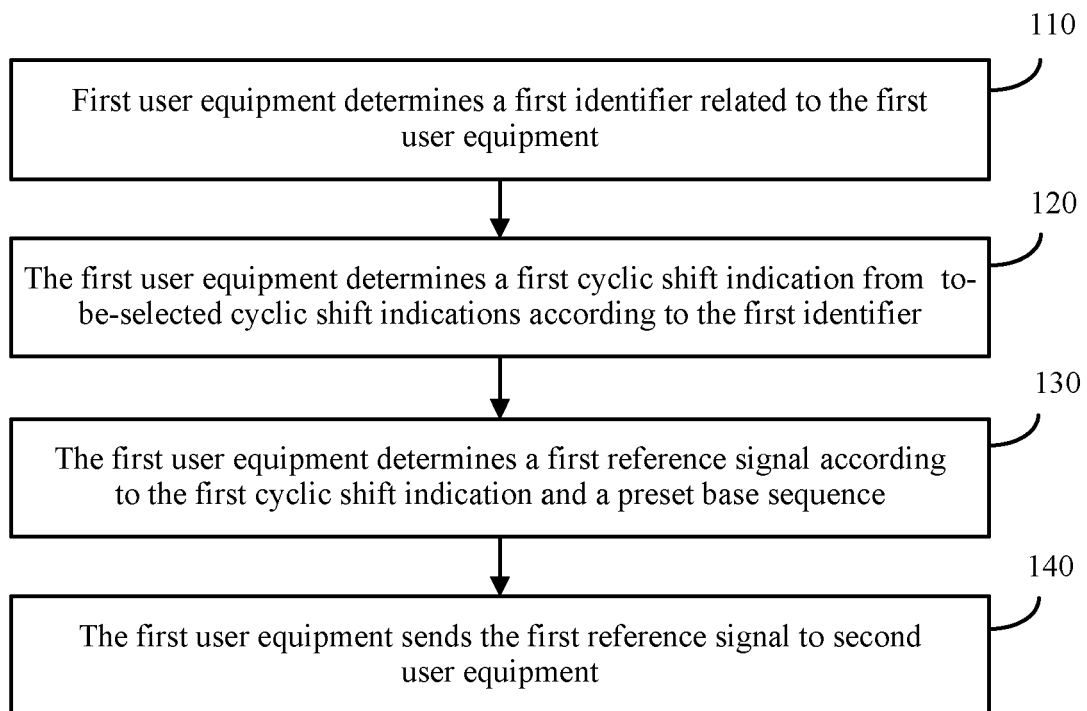 110
First user equipment determines a first identifier related to the first
user equipment
120
The first user equipment determines a first cyclic shift indication from to-
be-selected cyclic shift indications according to the first identifier
130
The first user equipment determines a first reference signal according
to the first cyclic shift indication and a preset base sequence
140
The first user equipment sends the first reference signal to second
user equipment